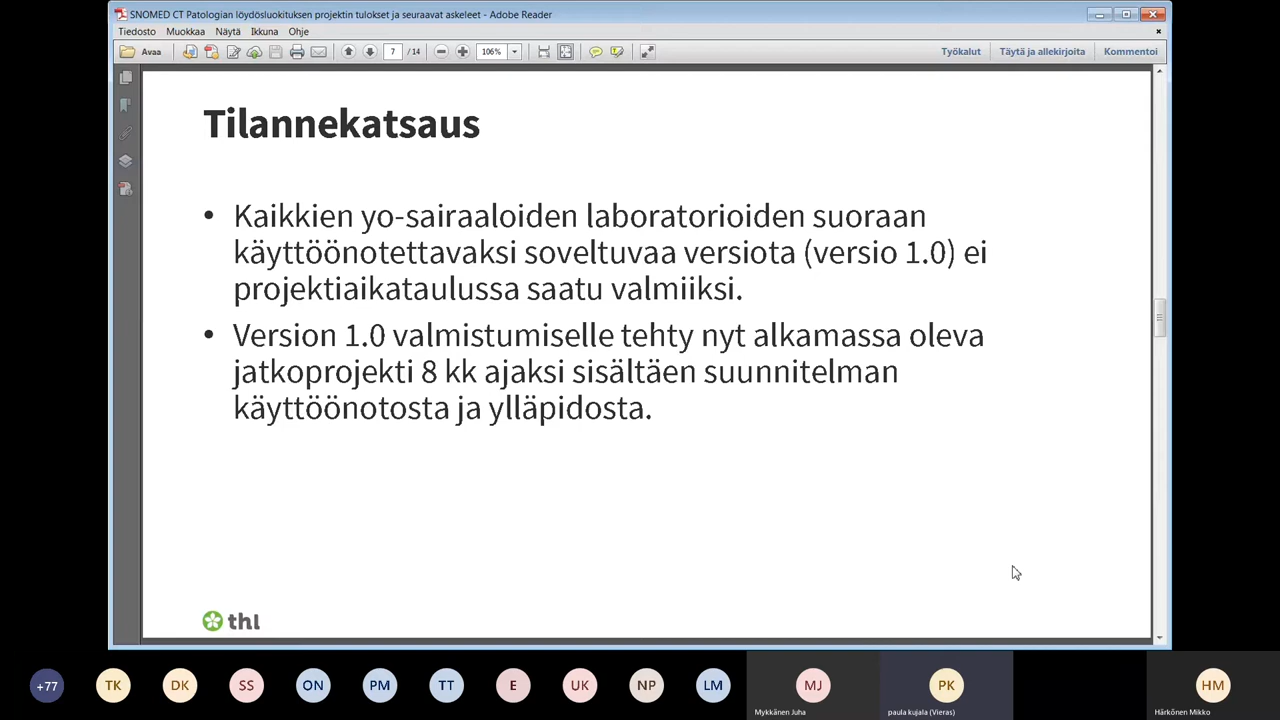 SNOMED CT Patologian löydösluokituksen projektin tulokset ja seuraavat askeleet - Adobe Reader
Tiedosto Muokkaa Näytä Ikkuna Ohje
Avaa 7 / 14 106% Työkalut Täytä ja allekirjoita Kommentoi
Tilannekatsaus
• Kaikkien yo-sairaaloiden laboratorioiden suoraan
käyttöönotettavaksi soveltuvaa versiota (versio 1.0) ei
projektiaikataulussa saatu valmiiksi.
• Version 1.0 valmistumiselle tehty nyt alkamassa oleva
jatkoprojekti 8 kk ajaksi sisältäen suunnitelman
käyttöönotosta ja ylläpidosta.
thl
+77 TK DK SS ON PM TT E UK NP LM MJ PK HM
Mykkänen Juha paula kujala (Vieras) Härkönen Mikko